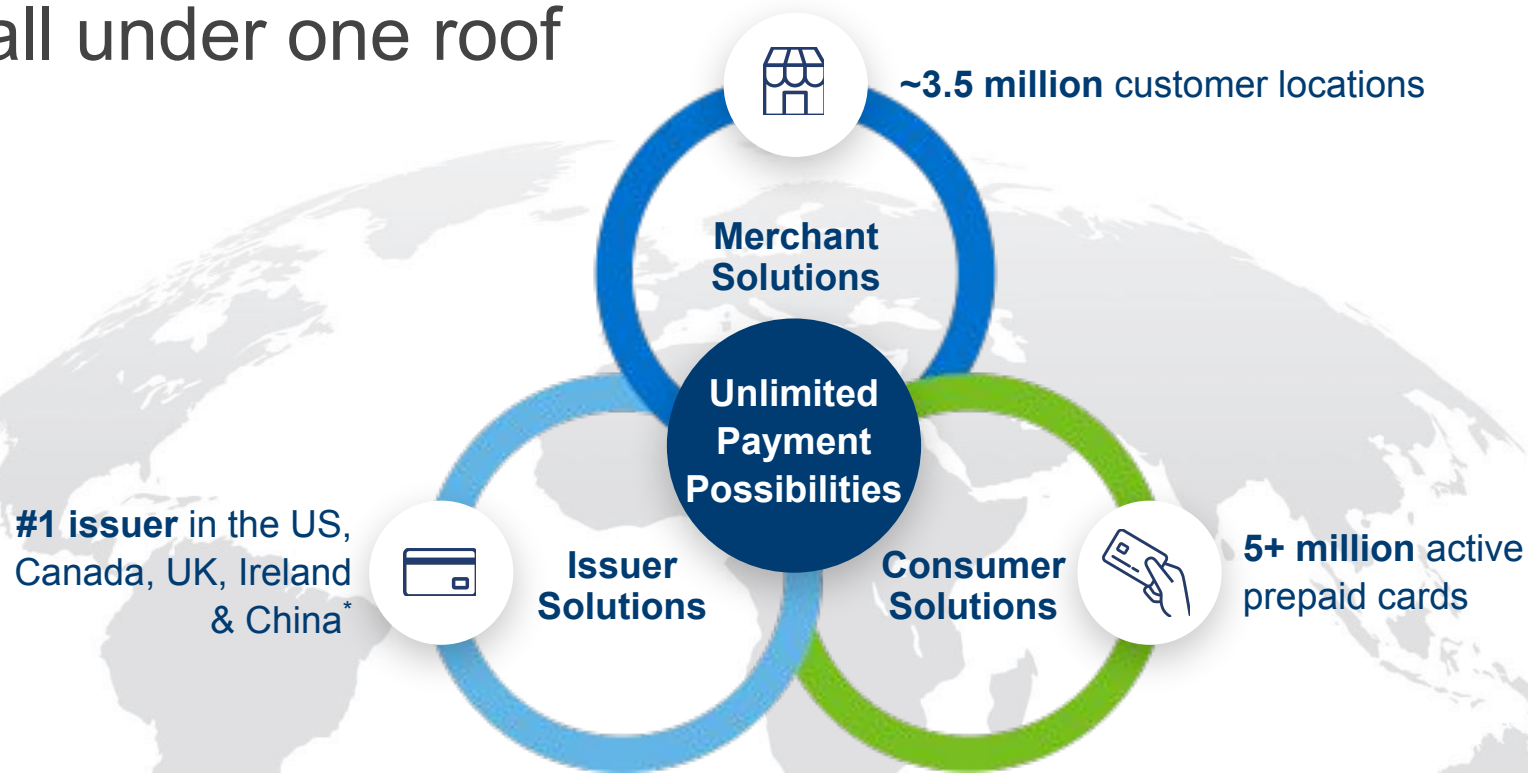 all under one roof
~3.5 million customer locations
Merchant
Solutions
Unlimited
Payment
Possibilities
#1 issuer in the US,
Canada, UK, Ireland
& China*
Issuer
Solutions
Consumer
Solutions
5+ million active
prepaid cards